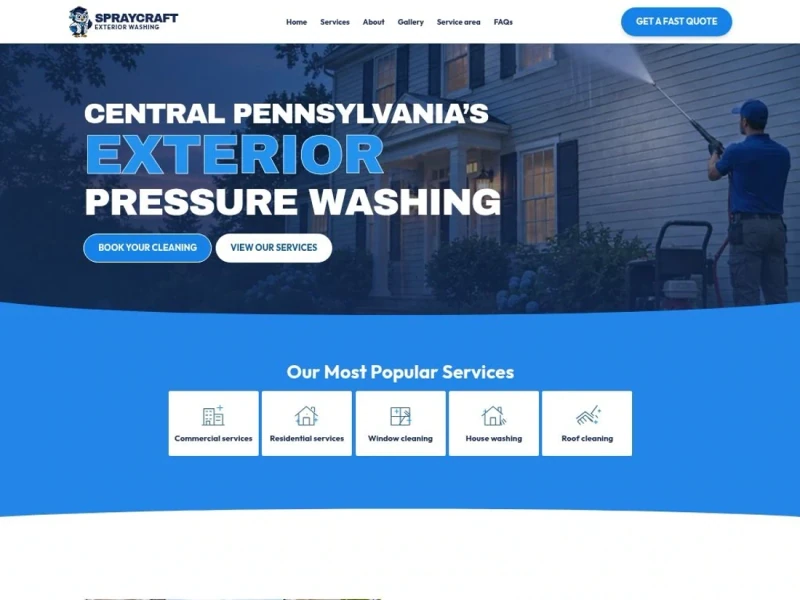 SPRAYCRAFT
EXTERIOR WASHING
Home
Services
About
Gallery
Service area
FAQs
GET A FAST QUOTE
CENTRAL PENNSYLVANIA'S
EXTERIOR
PRESSURE WASHING
BOOK YOUR CLEANING
VIEW OUR SERVICES
Our Most Popular Services
Commercial services
Residential services
Window cleaning
House washing
Roof cleaning